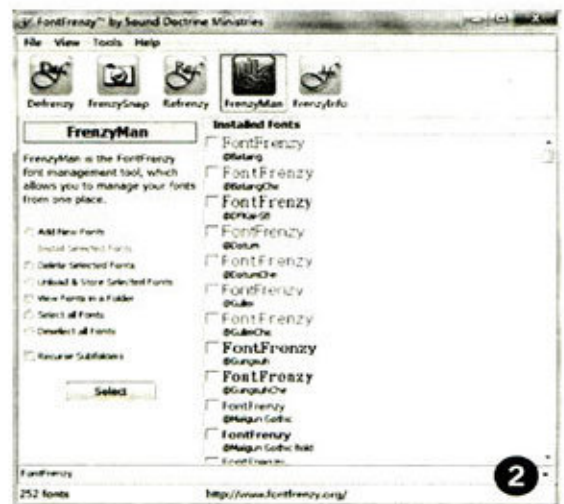 FontFrenzy™ by Sound Doctrine Ministries
File View Tools Help
Defrenzy FrenzySnap Refrenzy FrenzyMan FrenzyInfo
FrenzyMan
FrenzyMan is the FontFrenzy
font management tool, which
allows you to manage your fonts
from one place.
Add New Fonts
Install Selected Fonts
Delete Selected Fonts
Unload & Store Selected Fonts
View Fonts in a Folder
Select all Fonts
Deselect all Fonts
Recurse Subfolders
Select
Installed Fonts
FontFrenzy
@Batang
FontFrenzy
@BatangChe
FontFrenzy
@DFKai-SB
FontFrenzy
@Dotum
FontFrenzy
@DotumChe
FontFrenzy
@Gulim
FontFrenzy
@GulimChe
FontFrenzy
@Gungsuh
FontFrenzy
@GungsuhChe
FontFrenzy
@Malgun Gothic
FontFrenzy
@Malgun Gothic Bold
FontFrenzy
FontFrenzy
2
252 fonts http://www.fontfrenzy.org/